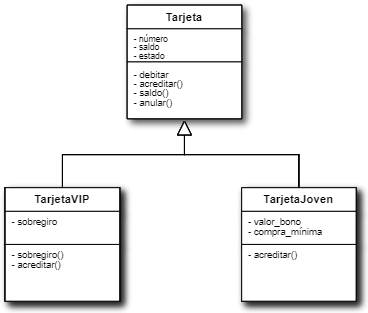 Tarjeta
- número
- saldo
- estado
- debitar
- acreditar()
- saldo()
- anular()
TarjetaVIP
- sobregiro
- sobregiro()
- acreditar()
TarjetaJoven
- valor_bono
- compra_mínima
- acreditar()